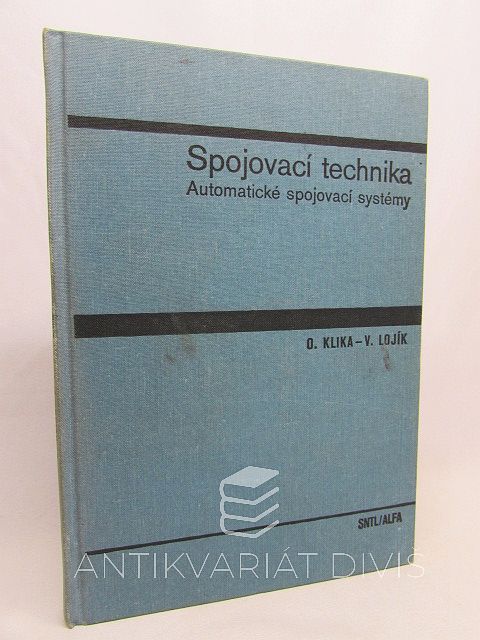 Spojovací technika
Automatické spojovací systémy
O. KLIKA – V. LOJÍK
SNTL/ALFA
ANTIKVARIÁT DIVIŠ